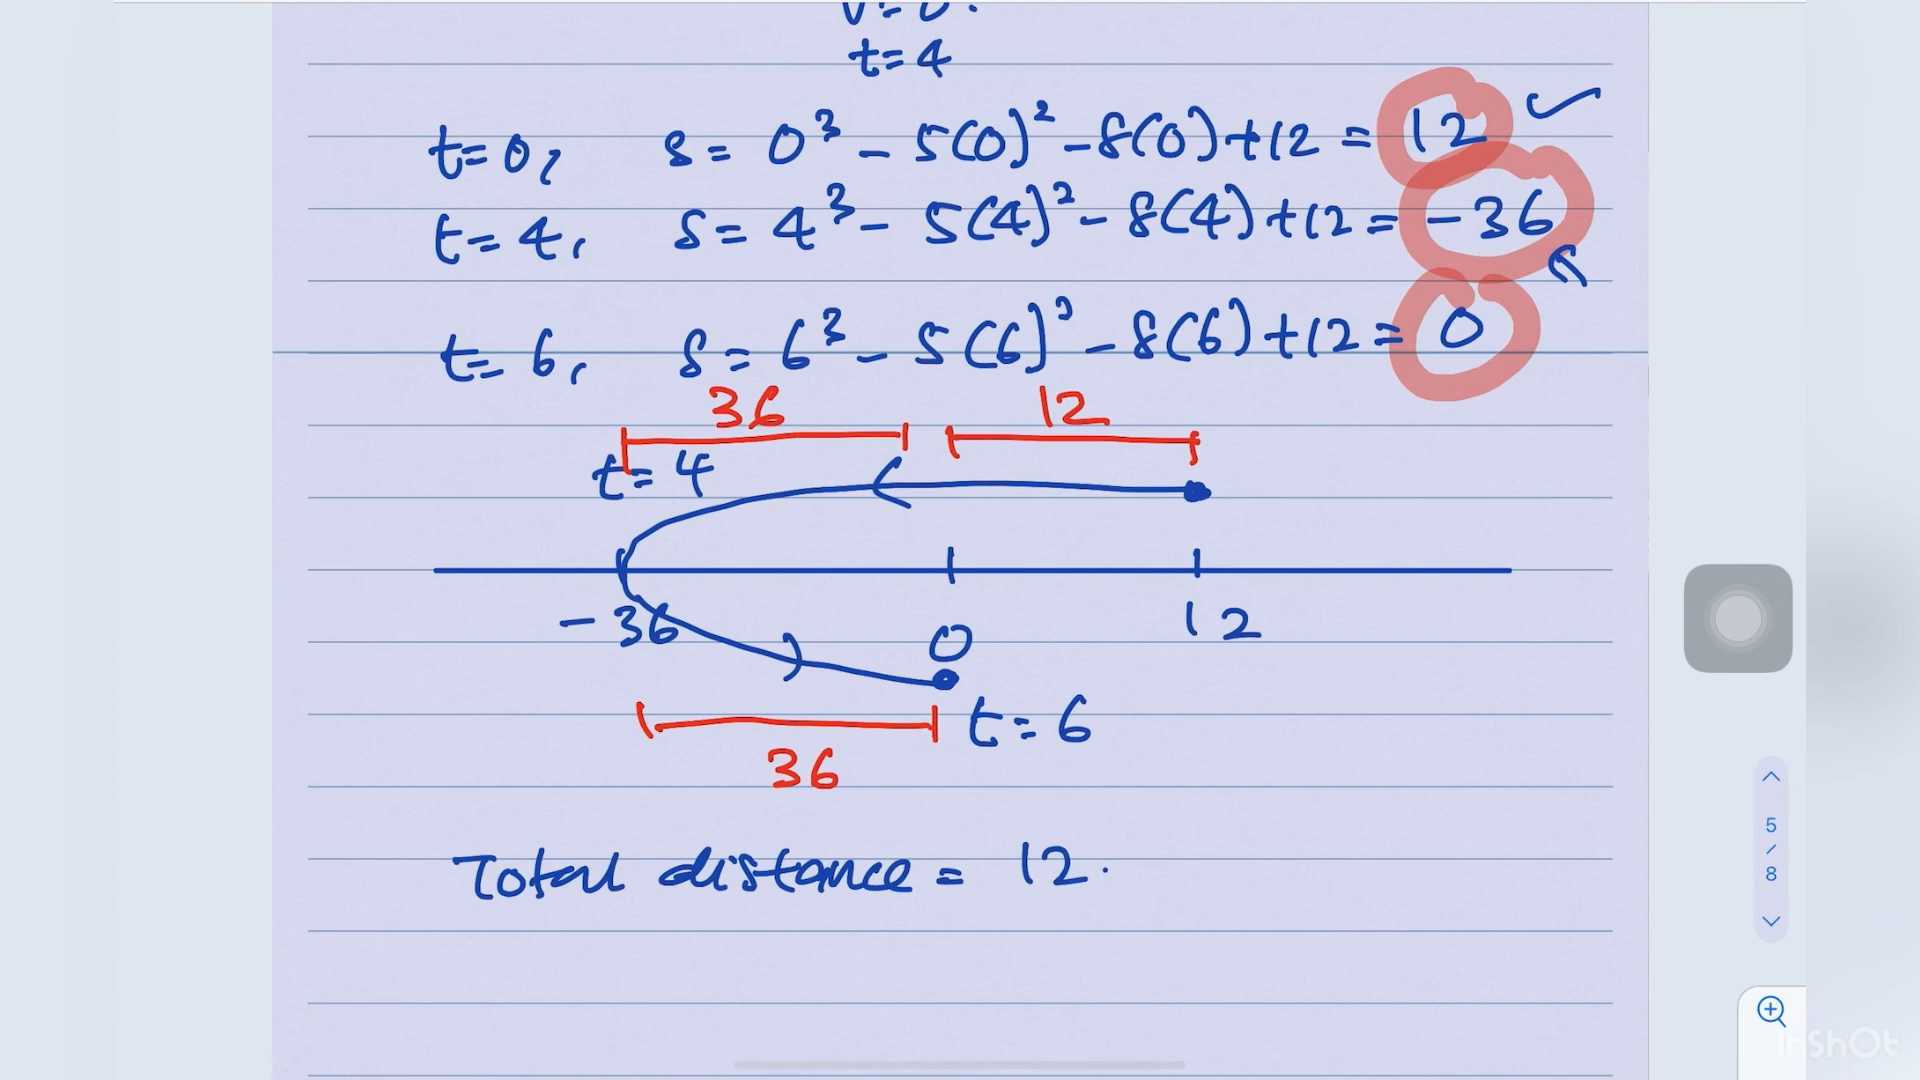 v=0.
t=4
t=0, s= 0³ - 5(0)² -8(0)+12 = 12 ✓
t=4, s= 4³ - 5(4)² - 8(4)+12= -36
t= 6, s= 6³ - 5(6)² - 8(6)+12= 0
36 12
t= 4
-36 0 12
t= 6
36
Total distance = 12.
5
/
8
InShOt